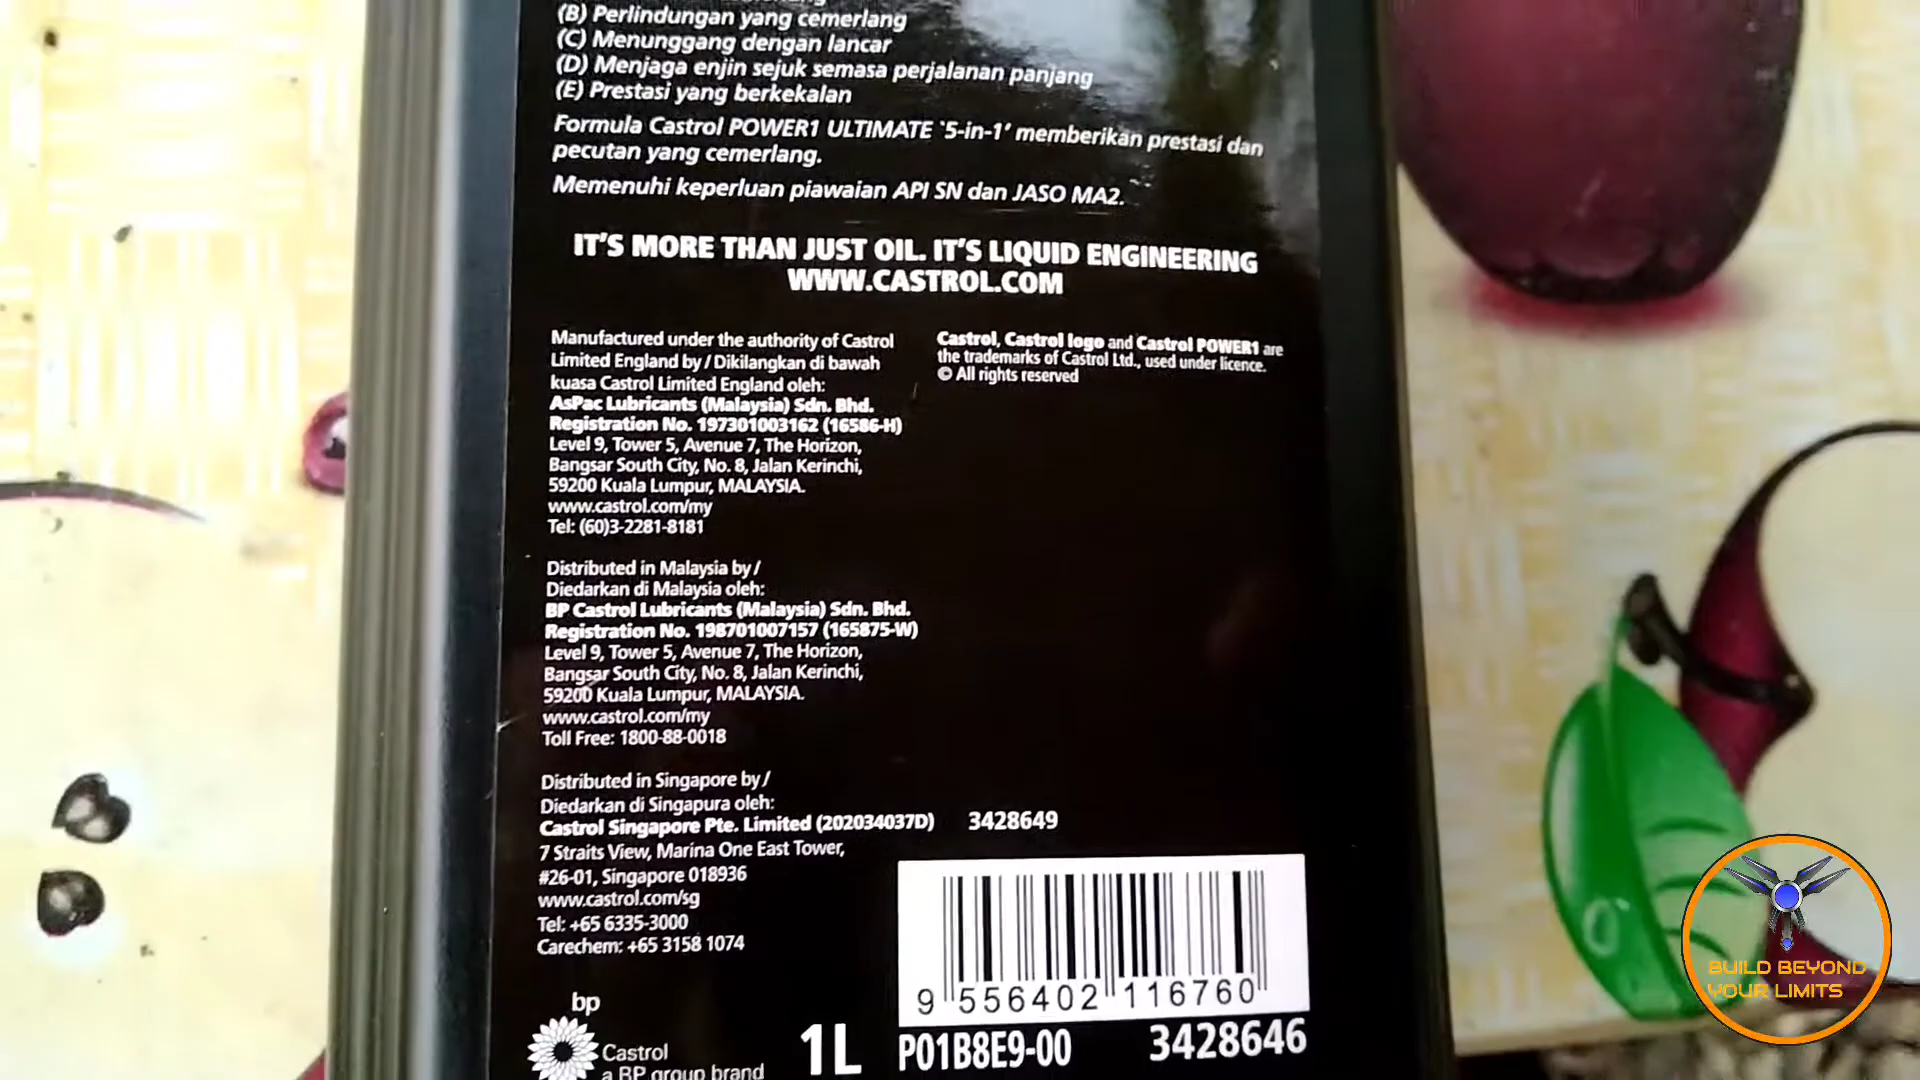 (B) Perlindungan yang cemerlang
(C) Menunggang dengan lancar
(D) Menjaga enjin sejuk semasa perjalanan panjang
(E) Prestasi yang berkekalan
Formula Castrol POWER1 ULTIMATE '5-in-1' memberikan prestasi dan
pecutan yang cemerlang.
Memenuhi keperluan piawaian API SN dan JASO MA2.
IT'S MORE THAN JUST OIL. IT'S LIQUID ENGINEERING
WWW.CASTROL.COM
Manufactured under the authority of Castrol
Limited England by / Dikilangkan di bawah
kuasa Castrol Limited England oleh:
AsPac Lubricants (Malaysia) Sdn. Bhd.
Registration No. 197301003162 (16586-H)
Level 9, Tower 5, Avenue 7, The Horizon,
Bangsar South City, No. 8, Jalan Kerinchi,
59200 Kuala Lumpur, MALAYSIA.
www.castrol.com/my
Tel: (60)3-2281-8181
Castrol, Castrol logo and Castrol POWER1 are
the trademarks of Castrol Ltd., used under licence.
© All rights reserved
Distributed in Malaysia by /
Diedarkan di Malaysia oleh:
BP Castrol Lubricants (Malaysia) Sdn. Bhd.
Registration No. 198701007157 (165875-W)
Level 9, Tower 5, Avenue 7, The Horizon,
Bangsar South City, No. 8, Jalan Kerinchi,
59200 Kuala Lumpur, MALAYSIA.
www.castrol.com/my
Toll Free: 1800-88-0018
Distributed in Singapore by /
Diedarkan di Singapura oleh:
Castrol Singapore Pte. Limited (202034037D)
7 Straits View, Marina One East Tower,
#26-01, Singapore 018936
www.castrol.com/sg
Tel: +65 6335-3000
Carechem: +65 3158 1074
3428649
9 556402 116760
bp
Castrol
a BP group brand
1L
P01B8E9-00
3428646
BUILD BEYOND
YOUR LIMITS